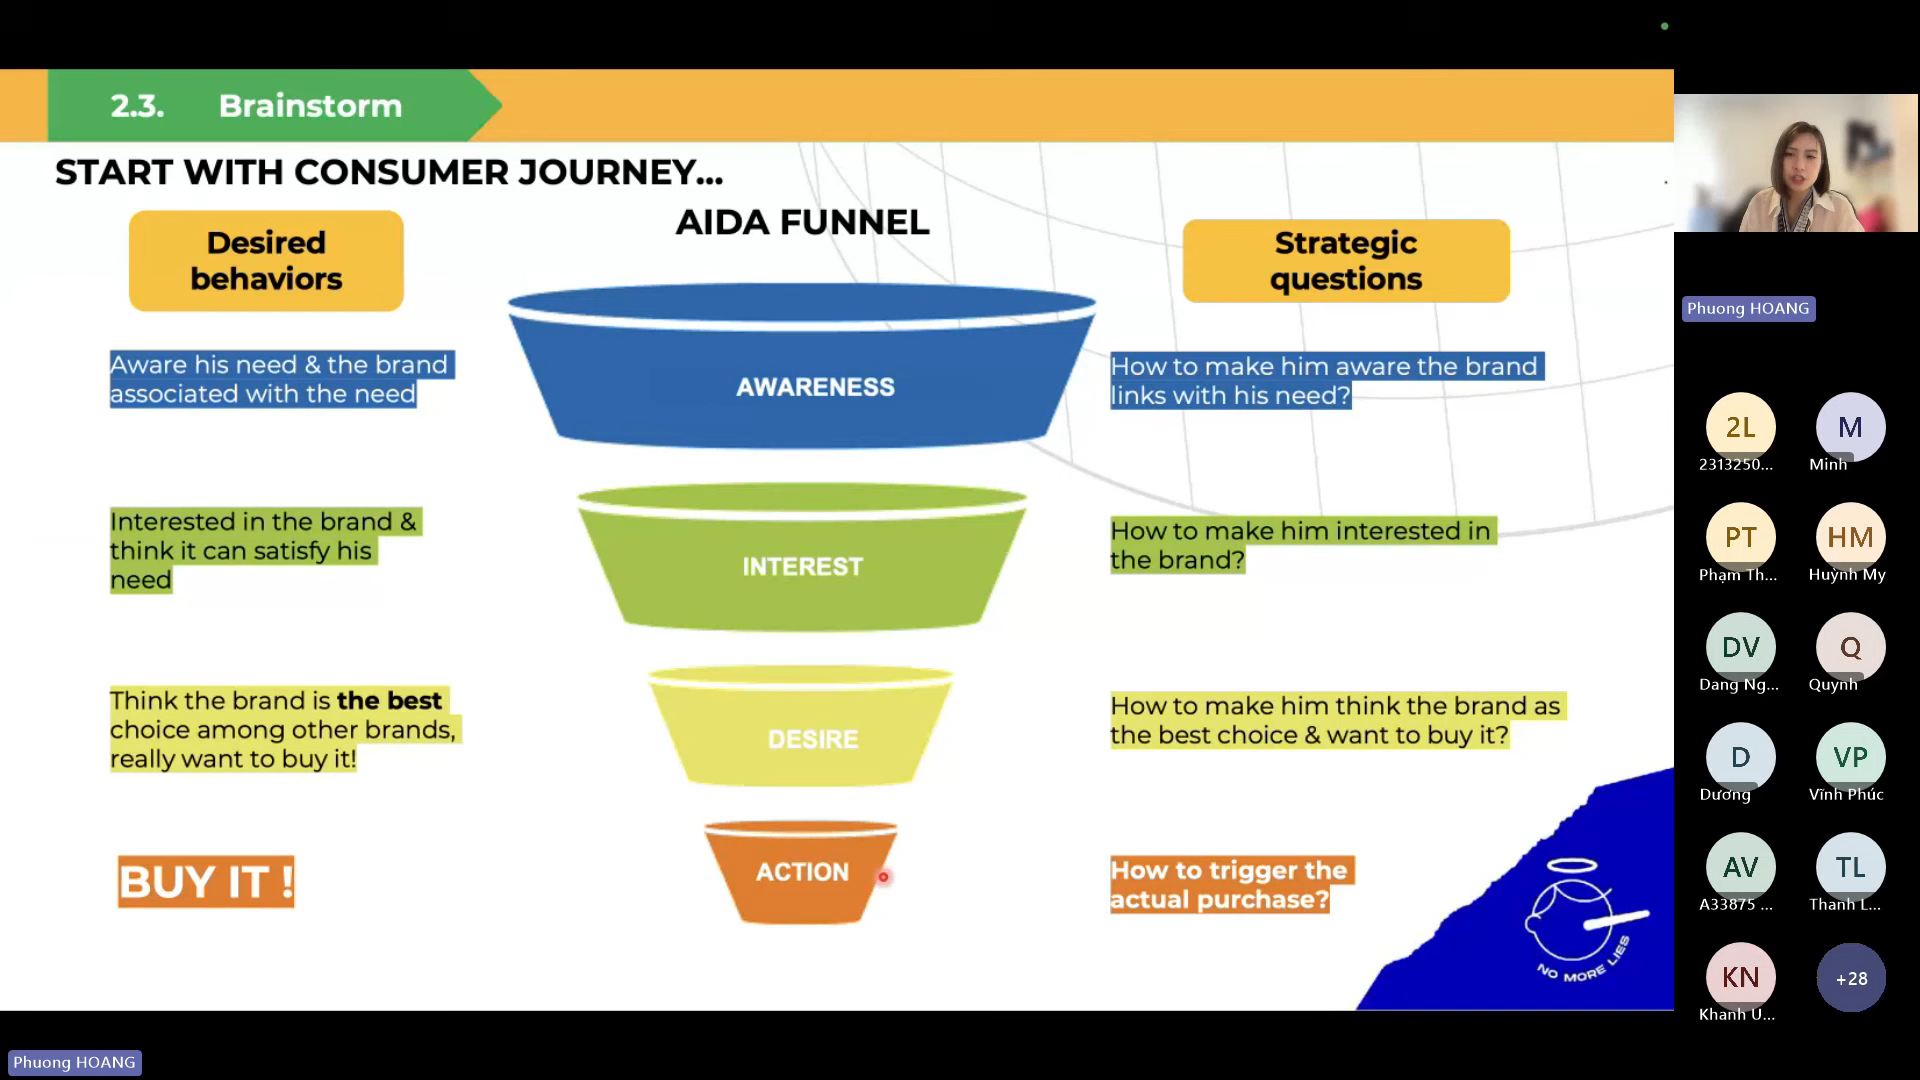 2.3. Brainstorm
START WITH CONSUMER JOURNEY...
AIDA FUNNEL
Desired
behaviors
Strategic
questions
Aware his need & the brand
associated with the need
AWARENESS
How to make him aware the brand
links with his need?
Interested in the brand &
think it can satisfy his
need
INTEREST
How to make him interested in
the brand?
Think the brand is the best
choice among other brands,
really want to buy it!
DESIRE
How to make him think the brand as
the best choice & want to buy it?
BUY IT !
ACTION
How to trigger the
actual purchase?
NO MORE LIES
Phuong HOANG
2L
2313250...
M
Minh
PT
Phạm Th...
HM
Huỳnh My
DV
Dang Ng...
Q
Quynh
D
Dương
VP
Vĩnh Phúc
AV
A33875 ...
TL
Thanh L...
KN
Khanh U...
+28
Phuong HOANG